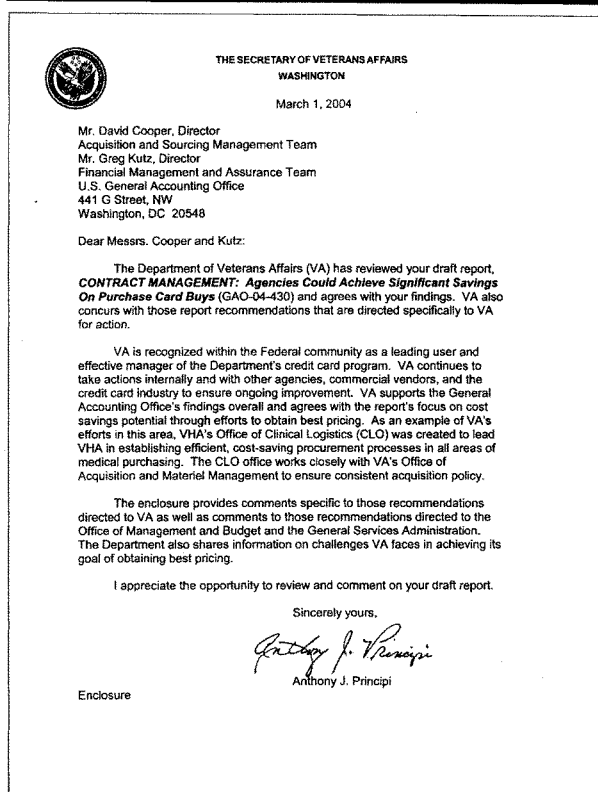 THE SECRETARY OF VETERANS AFFAIRS
WASHINGTON
March 1, 2004
Mr. David Cooper, Director
Acquisition and Sourcing Management Team
Mr. Greg Kutz, Director
Financial Management and Assurance Team
U.S. General Accounting Office
441 G Street, NW
Washington, DC 20548
Dear Messrs. Cooper and Kutz:
The Department of Veterans Affairs (VA) has reviewed your draft report,
CONTRACT MANAGEMENT: Agencies Could Achieve Significant Savings
On Purchase Card Buys (GAO-04-430) and agrees with your findings. VA also
concurs with those report recommendations that are directed specifically to VA
for action.
VA is recognized within the Federal community as a leading user and
effective manager of the Department's credit card program. VA continues to
take actions internally and with other agencies, commercial vendors, and the
credit card industry to ensure ongoing improvement. VA supports the General
Accounting Office's findings overall and agrees with the report's focus on cost
savings potential through efforts to obtain best pricing. As an example of VA's
efforts in this area, VHA's Office of Clinical Logistics (CLO) was created to lead
VHA in establishing efficient, cost-saving procurement processes in all areas of
medical purchasing. The CLO office works closely with VA's Office of
Acquisition and Materiel Management to ensure consistent acquisition policy.
The enclosure provides comments specific to those recommendations
directed to VA as well as comments to those recommendations directed to the
Office of Management and Budget and the General Services Administration.
The Department also shares information on challenges VA faces in achieving its
goal of obtaining best pricing.
I appreciate the opportunity to review and comment on your draft report.
Sincerely yours,
Anthony J. Principi
Anthony J. Principi
Enclosure